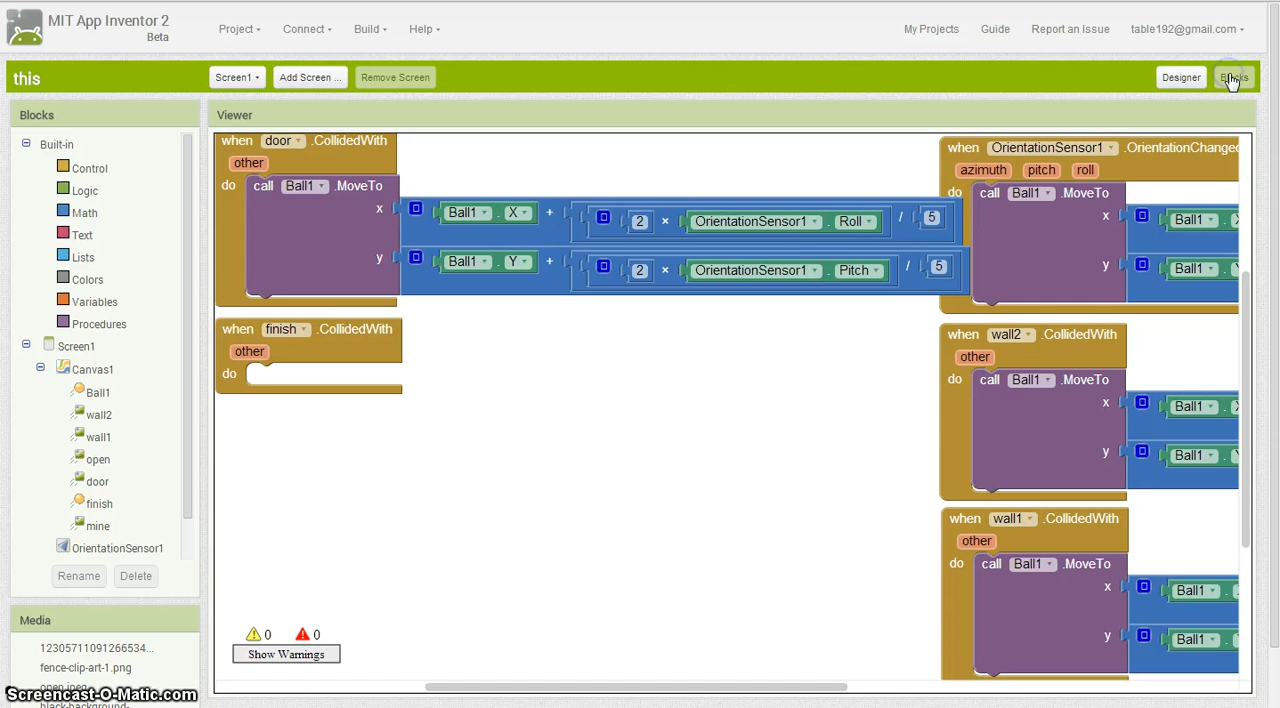 MIT App Inventor 2
Beta
Project Connect Build Help My Projects Guide Report an Issue table192@gmail.com
this Screen1 Add Screen ... Remove Screen Designer
Blocks
Viewer
Built-in
Control
Logic
Math
Text
Lists
Colors
Variables
Procedures
Screen1
Canvas1
Ball1
wall2
wall1
open
door
finish
mine
OrientationSensor1
Rename Delete
Media
12305711091266534...
fence-clip-art-1.png
when door .CollidedWith
other
do call Ball1 .MoveTo
x Ball1 . X + 2 × OrientationSensor1 . Roll / 5
y Ball1 . Y + 2 × OrientationSensor1 . Pitch / 5
when finish .CollidedWith
other
do
when OrientationSensor1 .OrientationChanged
azimuth pitch roll
do call Ball1 .MoveTo
x Ball1 .
y Ball1 .
when wall2 .CollidedWith
other
do call Ball1 .MoveTo
x Ball1 .
y Ball1 .
when wall1 .CollidedWith
other
do call Ball1 .MoveTo
x Ball1 .
y Ball1 .
0 0
Show Warnings
Screencast-O-Matic.com